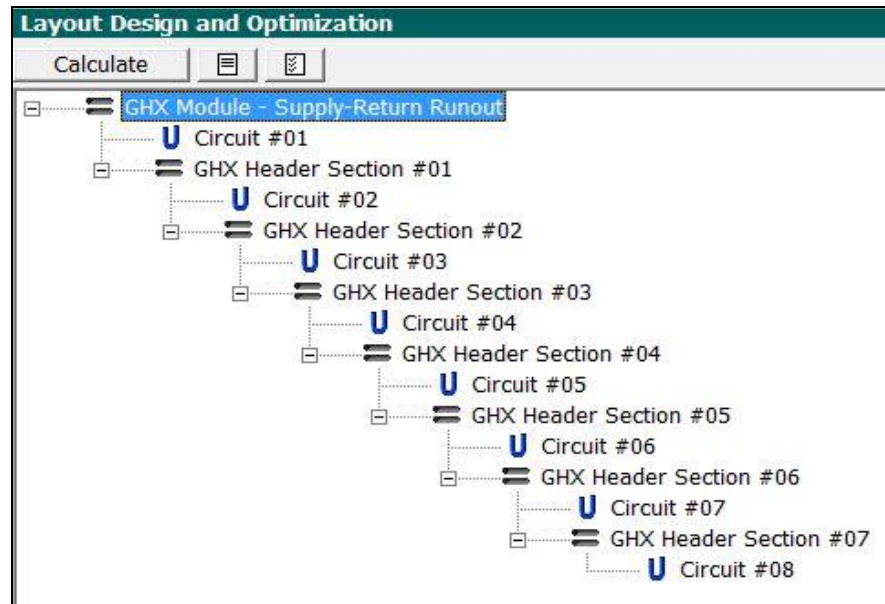 Layout Design and Optimization
Calculate
GHX Module - Supply-Return Runout
Circuit #01
GHX Header Section #01
Circuit #02
GHX Header Section #02
Circuit #03
GHX Header Section #03
Circuit #04
GHX Header Section #04
Circuit #05
GHX Header Section #05
Circuit #06
GHX Header Section #06
Circuit #07
GHX Header Section #07
Circuit #08